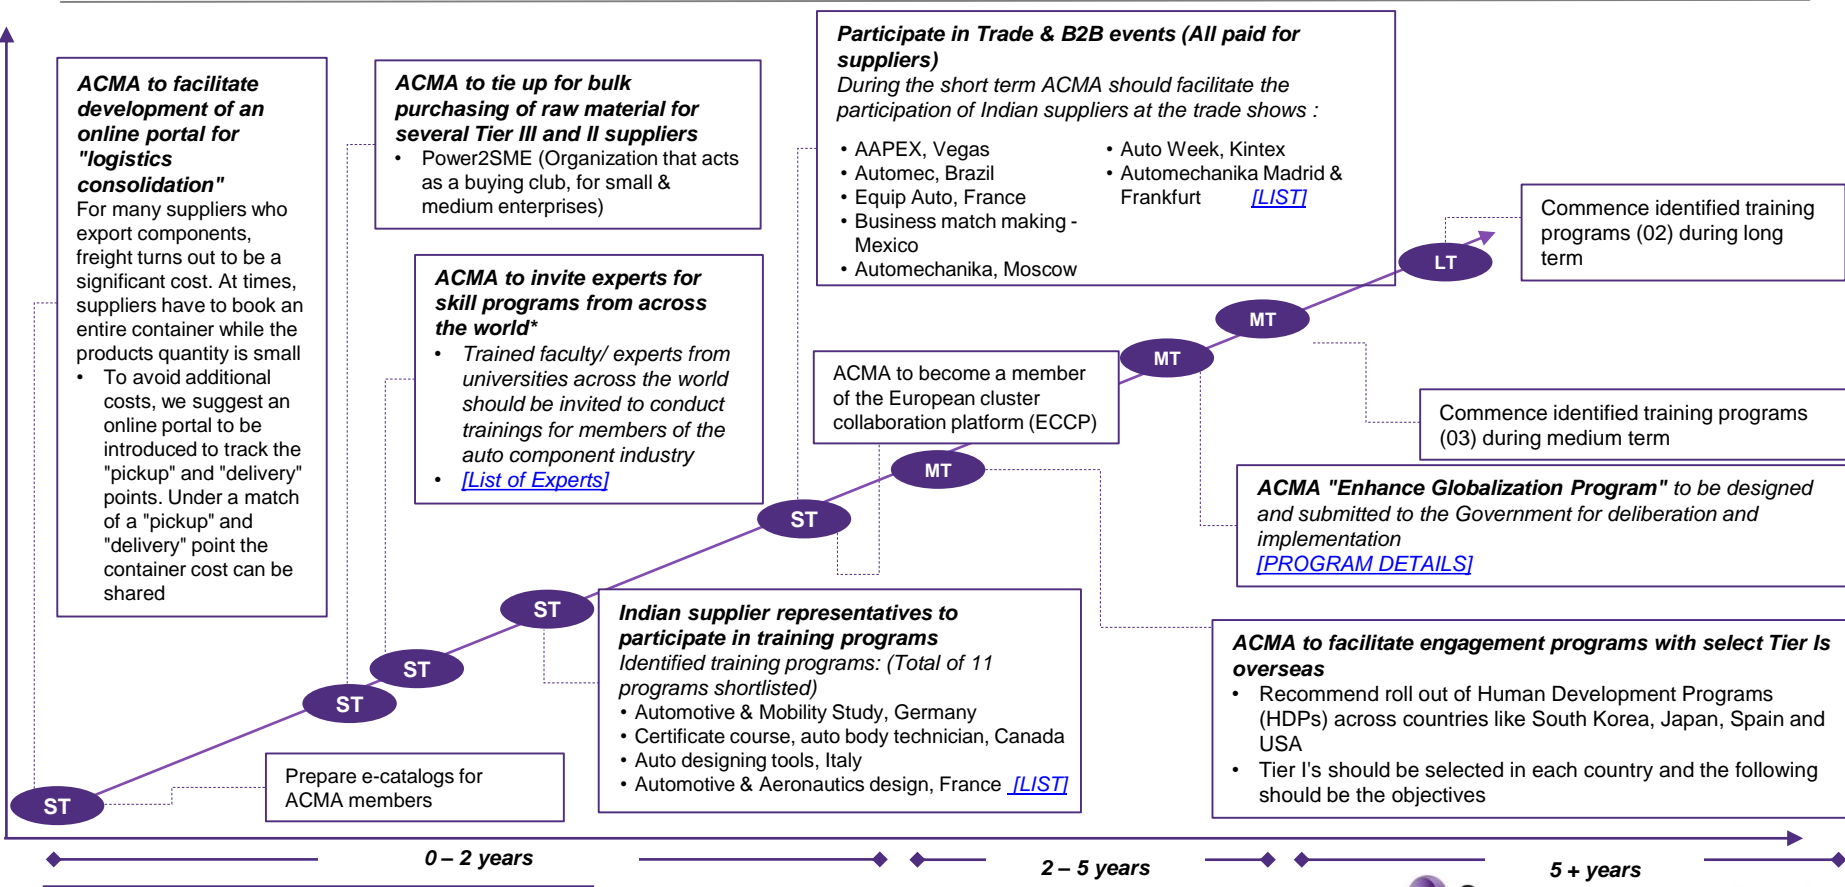 ACMA to facilitate
development of an
online portal for
"logistics
consolidation"
For many suppliers who
export components,
freight turns out to be a
significant cost. At times,
suppliers have to book an
entire container while the
products quantity is small
• To avoid additional
costs, we suggest an
online portal to be
introduced to track the
"pickup" and "delivery"
points. Under a match
of a "pickup" and
"delivery" point the
container cost can be
shared
ACMA to tie up for bulk
purchasing of raw material for
several Tier III and II suppliers
• Power2SME (Organization that acts
as a buying club, for small &
medium enterprises)
ACMA to invite experts for
skill programs from across
the world*
• Trained faculty/ experts from
universities across the world
should be invited to conduct
trainings for members of the
auto component industry
• [List of Experts]
Participate in Trade & B2B events (All paid for
suppliers)
During the short term ACMA should facilitate the
participation of Indian suppliers at the trade shows :
• AAPEX, Vegas
• Automec, Brazil
• Equip Auto, France
• Business match making -
Mexico
• Automechanika, Moscow
• Auto Week, Kintex
• Automechanika Madrid &
Frankfurt [LIST]
Commence identified training
programs (02) during long
term
LT
MT
MT
ACMA to become a member
of the European cluster
collaboration platform (ECCP)
Commence identified training programs
(03) during medium term
MT
ACMA "Enhance Globalization Program" to be designed
and submitted to the Government for deliberation and
implementation
[PROGRAM DETAILS]
ST
ST
Indian supplier representatives to
participate in training programs
Identified training programs: (Total of 11
programs shortlisted)
• Automotive & Mobility Study, Germany
• Certificate course, auto body technician, Canada
• Auto designing tools, Italy
• Automotive & Aeronautics design, France [LIST]
ACMA to facilitate engagement programs with select Tier Is
overseas
• Recommend roll out of Human Development Programs
(HDPs) across countries like South Korea, Japan, Spain and
USA
• Tier I's should be selected in each country and the following
should be the objectives
ST
ST
Prepare e-catalogs for
ACMA members
ST
0 – 2 years
2 – 5 years
5 + years